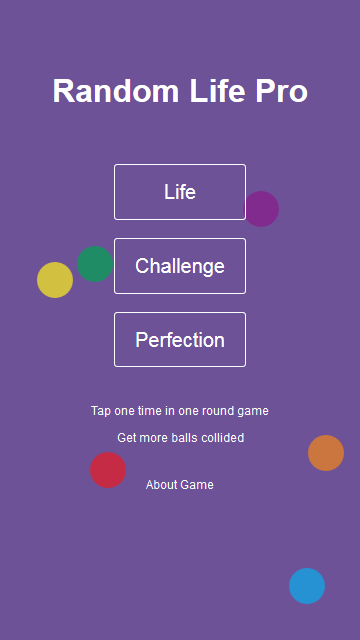 Random Life Pro
Life
Challenge
Perfection
Tap one time in one round game
Get more balls collided
About Game